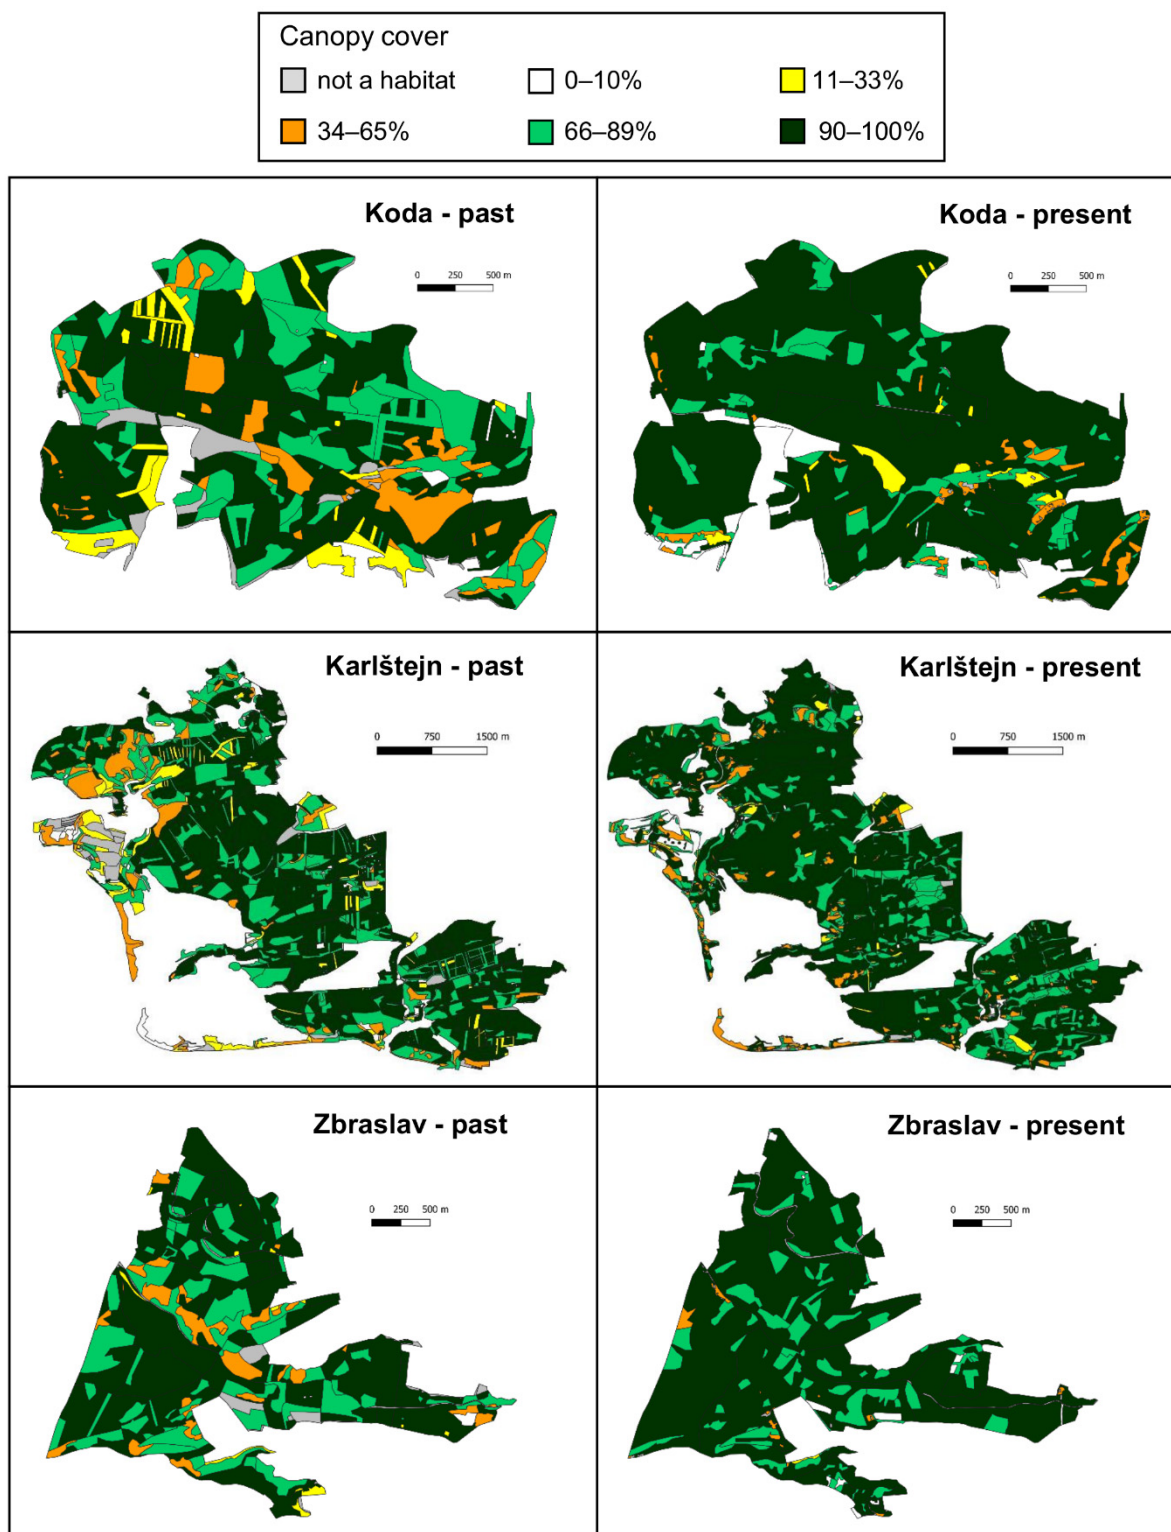 Canopy cover
not a habitat 0–10% 11–33%
34–65% 66–89% 90–100%
Koda - past
0 250 500 m
Koda - present
0 250 500 m
Karlštejn - past
0 750 1500 m
Karlštejn - present
0 750 1500 m
Zbraslav - past
0 250 500 m
Zbraslav - present
0 250 500 m